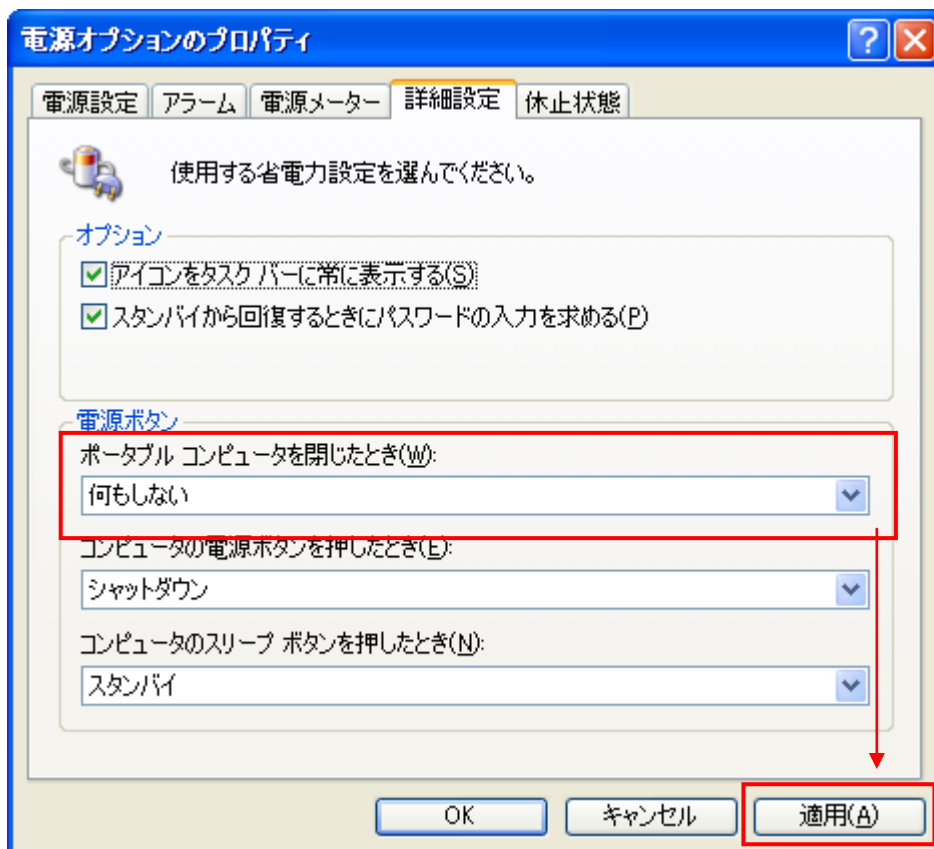 電源オプションのプロパティ
電源設定 アラーム 電源メーター 詳細設定 休止状態
使用する省電力設定を選んでください。
オプション
アイコンをタスク バーに常に表示する(S)
スタンバイから回復するときにパスワードの入力を求める(P)
電源ボタン
ポータブル コンピュータを閉じたとき(W):
何もしない
コンピュータの電源ボタンを押したとき(E):
シャットダウン
コンピュータのスリープ ボタンを押したとき(N):
スタンバイ
OK キャンセル 適用(A)